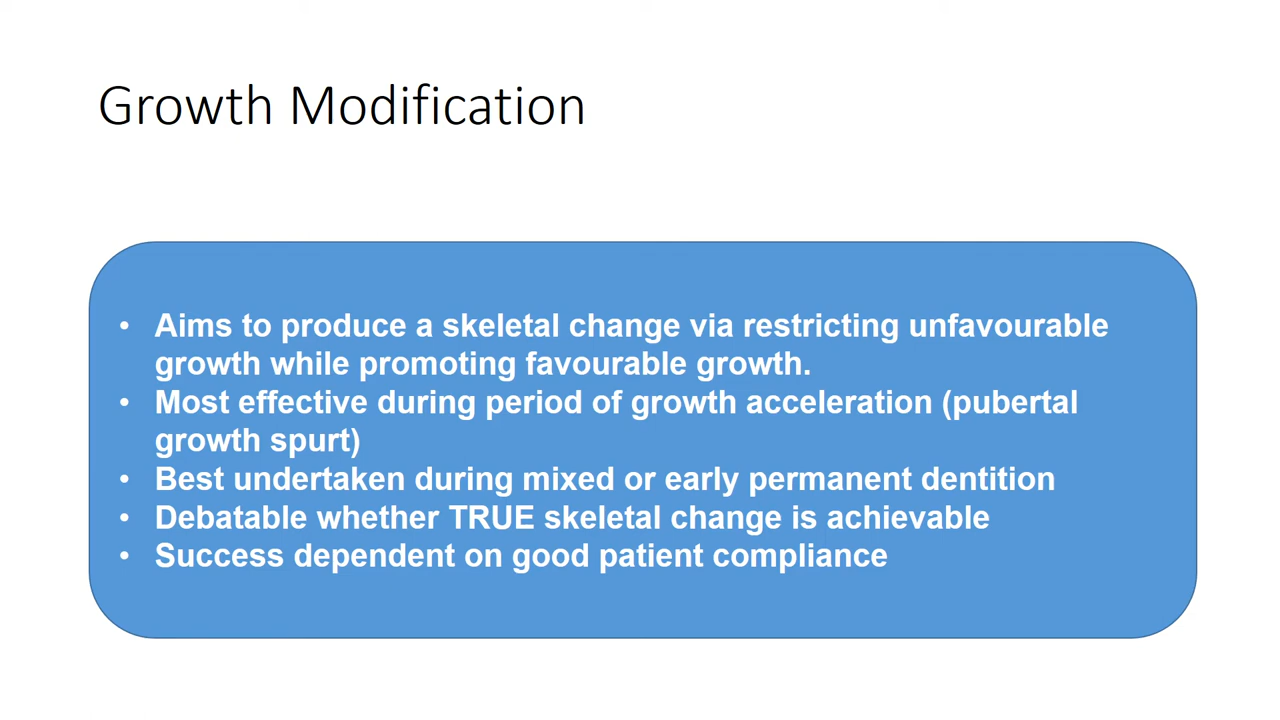 Growth Modification
• Aims to produce a skeletal change via restricting unfavourable
growth while promoting favourable growth.
• Most effective during period of growth acceleration (pubertal
growth spurt)
• Best undertaken during mixed or early permanent dentition
• Debatable whether TRUE skeletal change is achievable
• Success dependent on good patient compliance